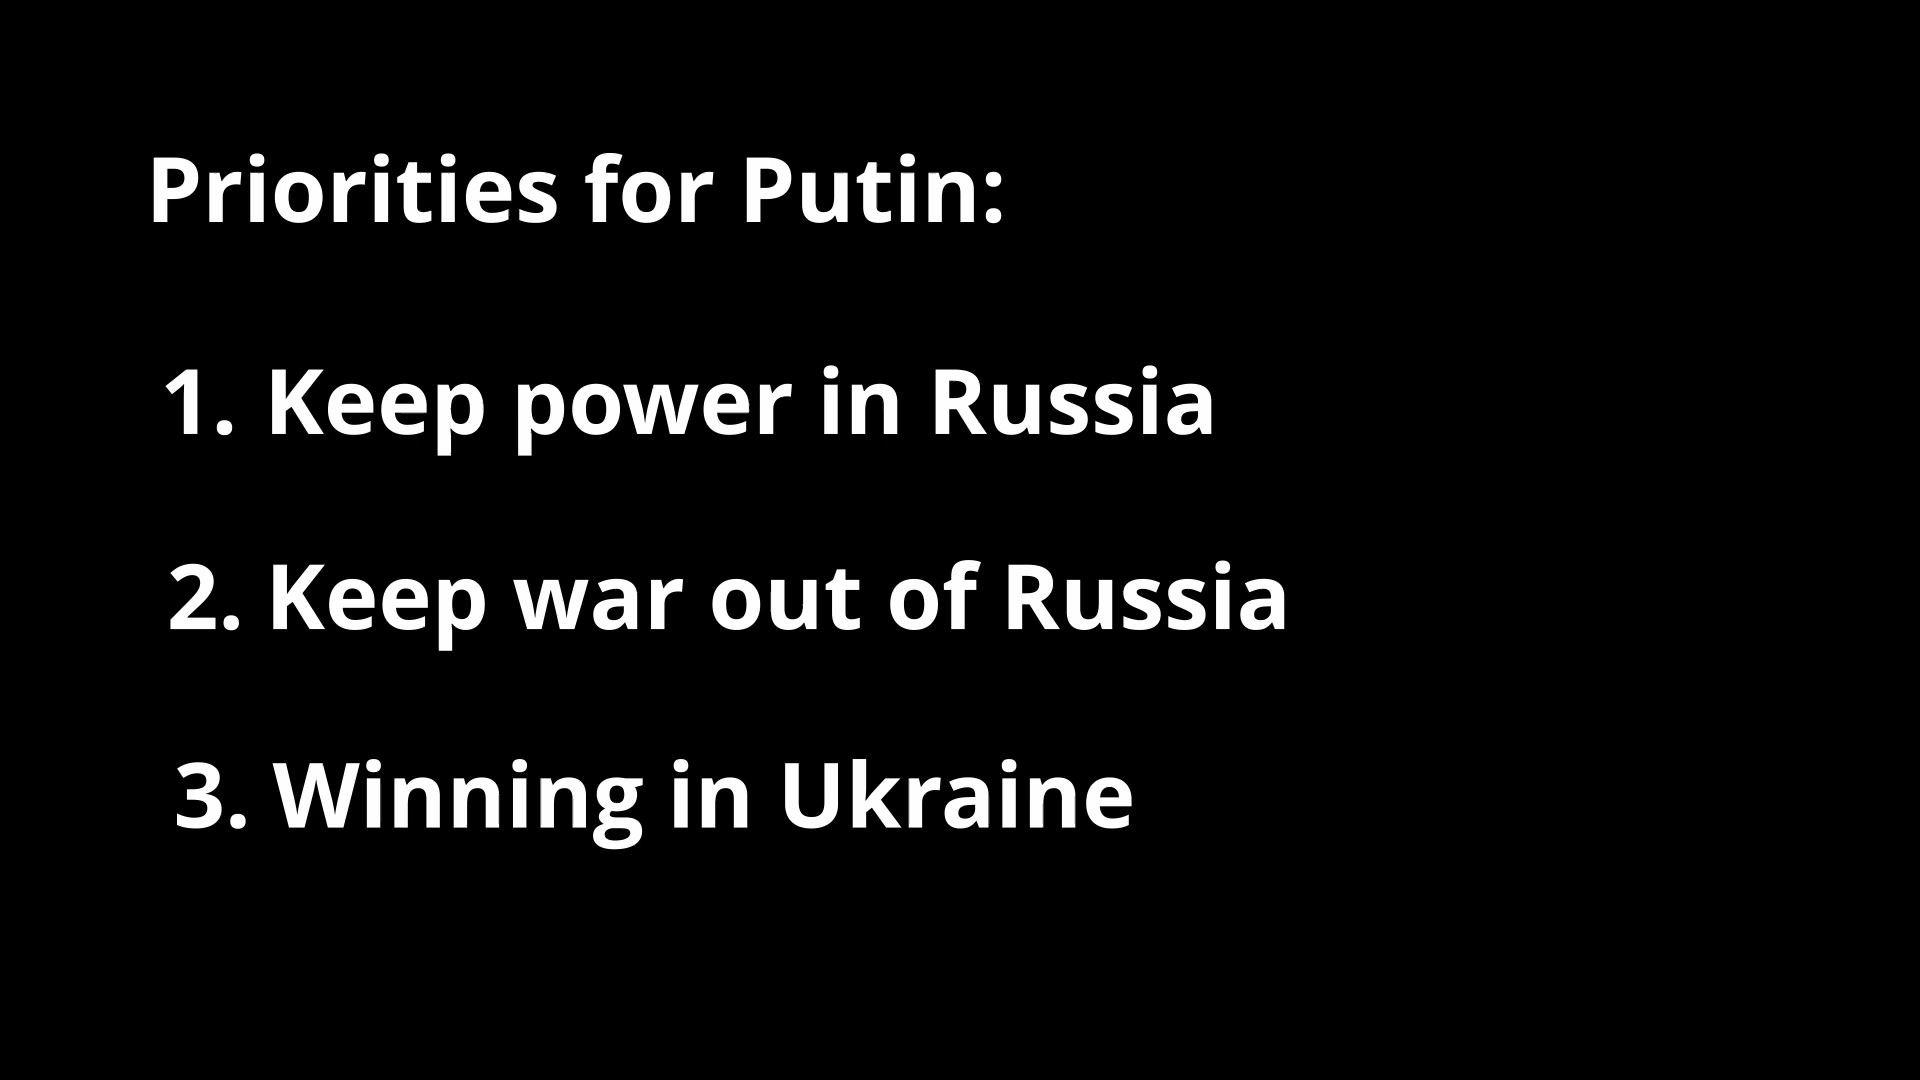 Priorities for Putin:
1. Keep power in Russia
2. Keep war out of Russia
3. Winning in Ukraine